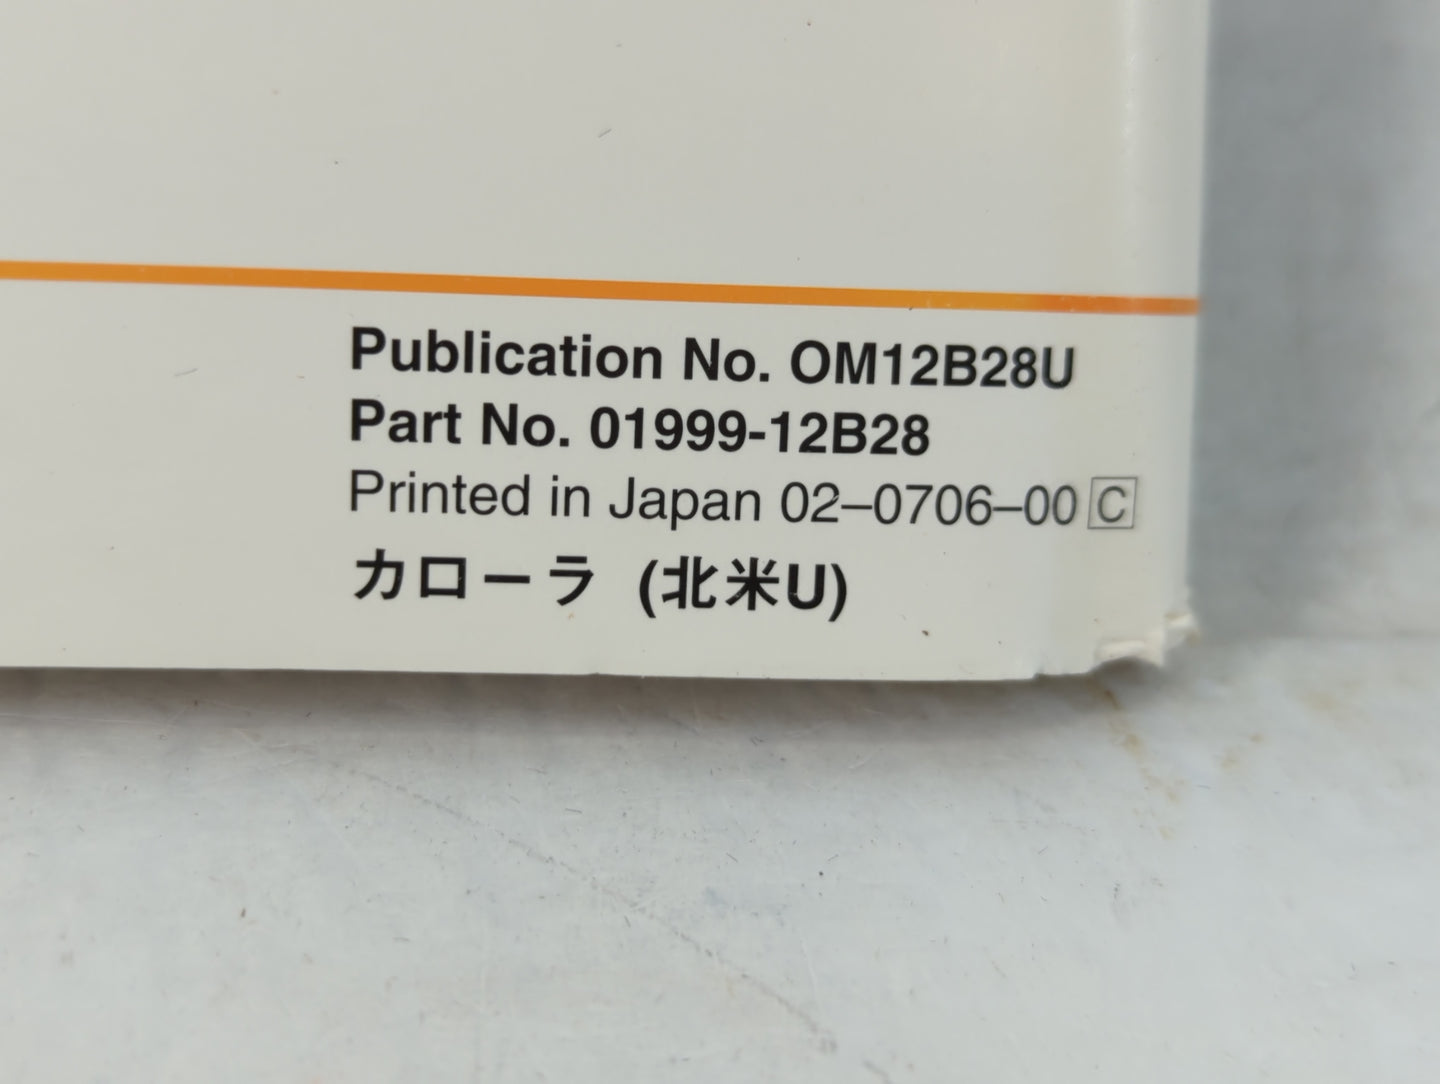 Publication No. OM12B28U
Part No. 01999-12B28
Printed in Japan 02–0706–00 C
カローラ (北米U)